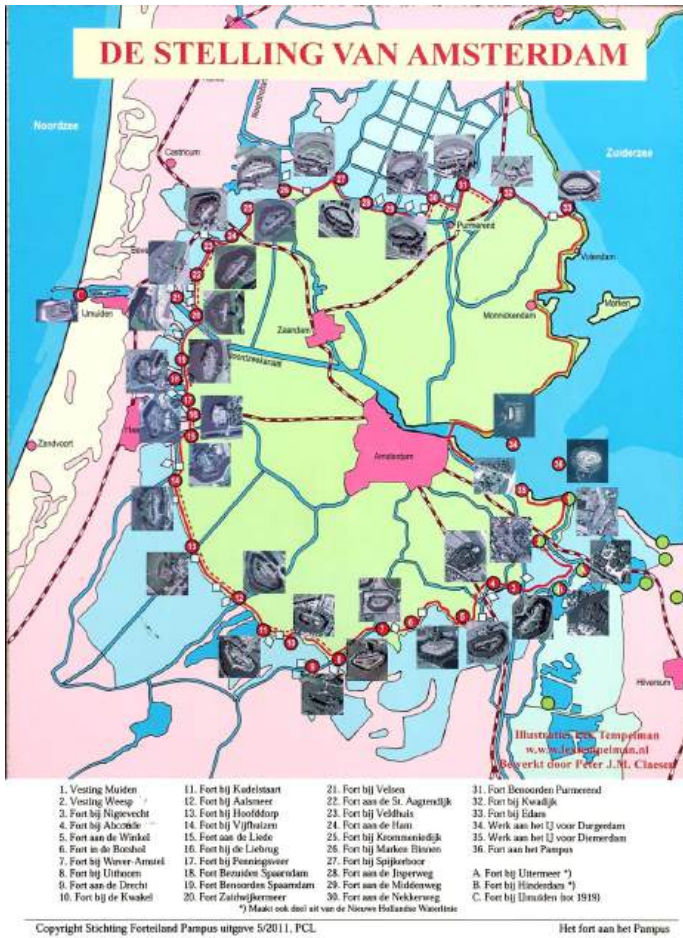 DE STELLING VAN AMSTERDAM
Noordzee
Zuiderzee
Castricum
Purmerend
Volendam
Marken
Monnickendam
IJmuiden
Zaandam
Noordzeekanaal
Zandvoort
Amsterdam
Hilversum
Illustraties Lex Tempelman
www.lextempelman.nl
Bewerkt door Peter J.M. Claesen
1. Vesting Muiden
2. Vesting Weesp
3. Fort bij Nigtevecht
4. Fort bij Abcoude
5. Fort aan de Winkel
6. Fort in de Botshol
7. Fort bij Waver-Amstel
8. Fort bij Uithoorn
9. Fort aan de Drecht
10. Fort bij de Kwakel
11. Fort bij Kudelstaart
12. Fort bij Aalsmeer
13. Fort bij Hoofddorp
14. Fort bij Vijfhuizen
15. Fort aan de Liede
16. Fort bij de Liebrug
17. Fort bij Penningsveer
18. Fort Bezuiden Spaarndam
19. Fort Benoorden Spaarndam
20. Fort Zuidwijkermeer
21. Fort bij Velsen
22. Fort aan de St. Aagtendijk
23. Fort bij Veldhuis
24. Fort aan de Ham
25. Fort bij Krommeniedijk
26. Fort bij Marken Binnen
27. Fort bij Spijkerboor
28. Fort aan de Jisperweg
29. Fort aan de Middenweg
30. Fort aan de Nekkerweg
31. Fort Benoorden Purmerend
32. Fort bij Kwadijk
33. Fort bij Edam
34. Werk aan het IJ voor Durgerdam
35. Werk aan het IJ voor Diemerdam
36. Fort aan het Pampus
A. Fort bij Uitermeer *)
B. Fort bij Hinderdam *)
C. Fort bij IJmuiden (tot 1919)
*) Maakt ook deel uit van de Nieuwe Hollandse Waterlinie
Copyright Stichting Forteiland Pampus uitgave 5/2011, PCL
Het fort aan het Pampus